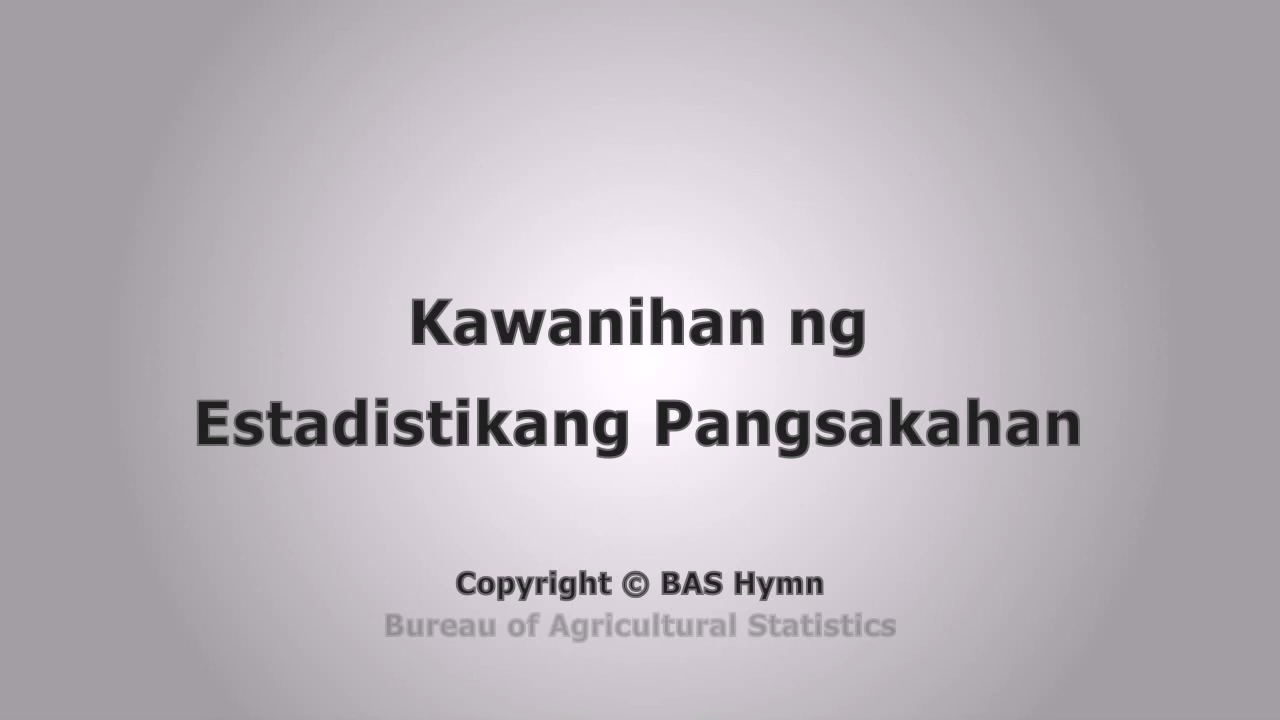 Kawanihan ng
Estadistikang Pangsakahan
Copyright © BAS Hymn
Bureau of Agricultural Statistics